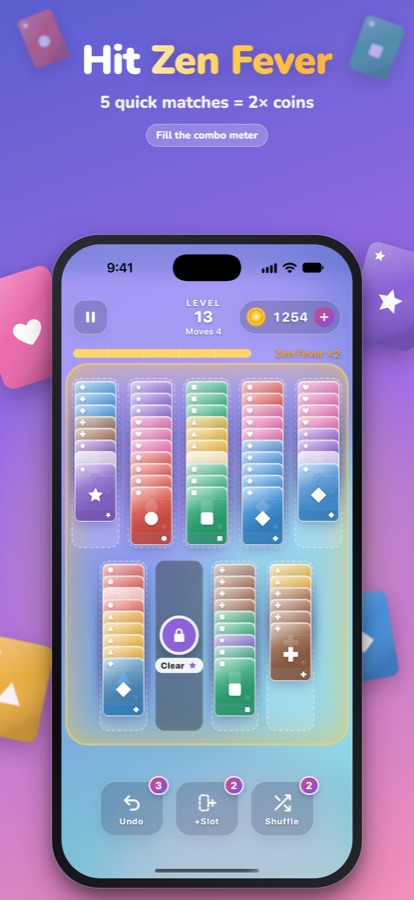 Hit Zen Fever
5 quick matches = 2× coins
Fill the combo meter
9:41
LEVEL
13
Moves 4
1254 +
Zen Fever ×2
Clear
3
2
2
Undo
+Slot
Shuffle